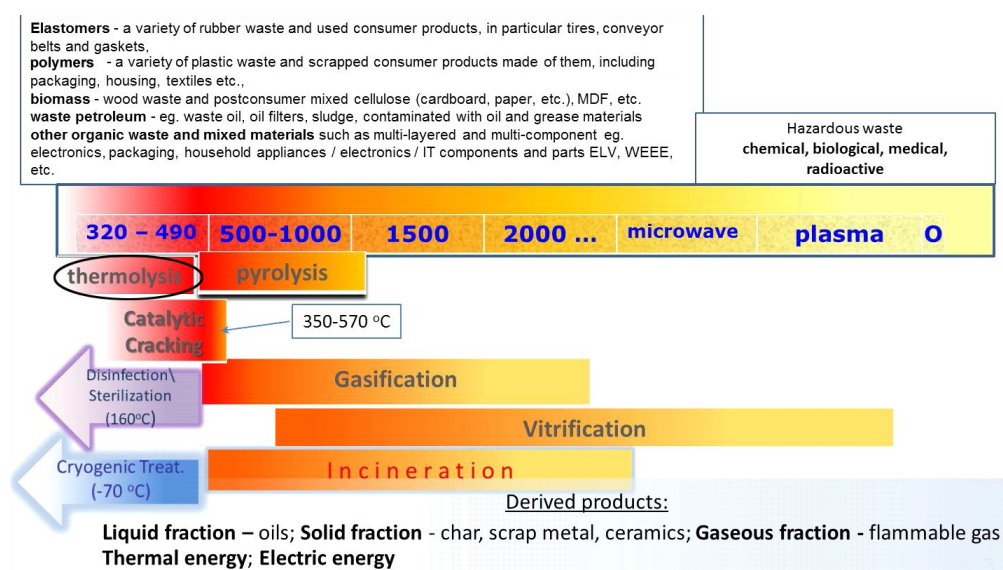 Elastomers - a variety of rubber waste and used consumer products, in particular tires, conveyor
belts and gaskets,
polymers - a variety of plastic waste and scrapped consumer products made of them, including
packaging, housing, textiles etc.,
biomass - wood waste and postconsumer mixed cellulose (cardboard, paper, etc.), MDF, etc.
waste petroleum - eg. waste oil, oil filters, sludge, contaminated with oil and grease materials
other organic waste and mixed materials such as multi-layered and multi-component eg.
electronics, packaging, household appliances / electronics / IT components and parts ELV, WEEE,
etc.
Hazardous waste
chemical, biological, medical,
radioactive
320 – 490 500-1000 1500 2000 ... microwave plasma O
thermolysis pyrolysis
Catalytic
Cracking
350-570 °C
Disinfection\
Sterilization
(160°C)
Gasification
Vitrification
Cryogenic Treat.
(-70 °C)
Incineration
Derived products:
Liquid fraction – oils; Solid fraction - char, scrap metal, ceramics; Gaseous fraction - flammable gas
Thermal energy; Electric energy